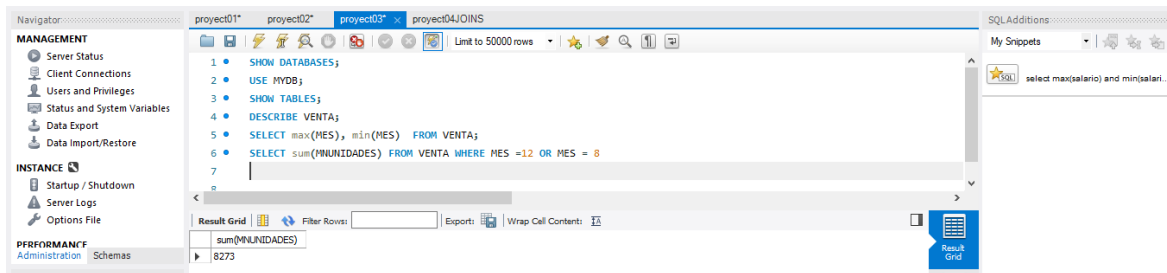 Navigator
MANAGEMENT
Server Status
Client Connections
Users and Privileges
Status and System Variables
Data Export
Data Import/Restore
INSTANCE
Startup / Shutdown
Server Logs
Options File
PERFORMANCE
Administration Schemas
proyect01* proyect02* proyect03* proyect04JOINS
Limit to 50000 rows
1 SHOW DATABASES;
2 USE MYDB;
3 SHOW TABLES;
4 DESCRIBE VENTA;
5 SELECT max(MES), min(MES) FROM VENTA;
6 SELECT sum(MNUNIDADES) FROM VENTA WHERE MES =12 OR MES = 8
7
8
Result Grid Filter Rows: Export: Wrap Cell Content:
sum(MNUNIDADES)
8273
Result
Grid
SQLAdditions
My Snippets
SQL select max(salario) and min(salari...